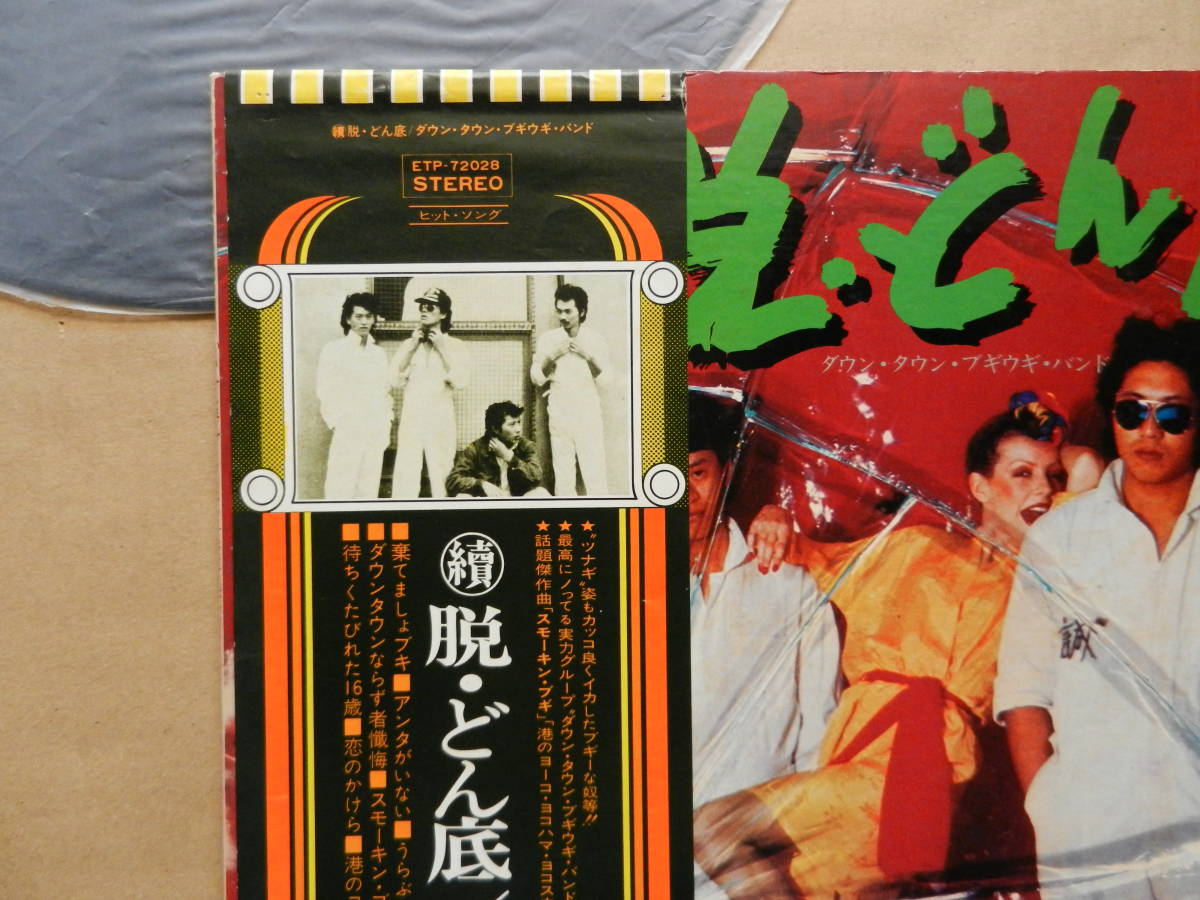 續脱・どん底/ダウン・タウン・ブギウギ・バンド
ETP-72028
STEREO
ヒット・ソング
脱・どん
ダウン・タウン・ブギウギ・バンド
誠
★〝ツナギ〟姿もカッコ良くイカしたブギーな奴等!!
★最高にノッてる実力グループ〝ダウン・タウン・ブギウギ・バンド
★話題傑作曲「スモーキン・ブギ」「港のヨーコ・ヨコハマ・ヨコス
續脱・どん底/
■棄てましょブギ■アンタがいない■うらぶ
■ダウンタウンならず者懺悔■スモーキン・ブ
■待ちくたびれた16歳■恋のかけら■港の